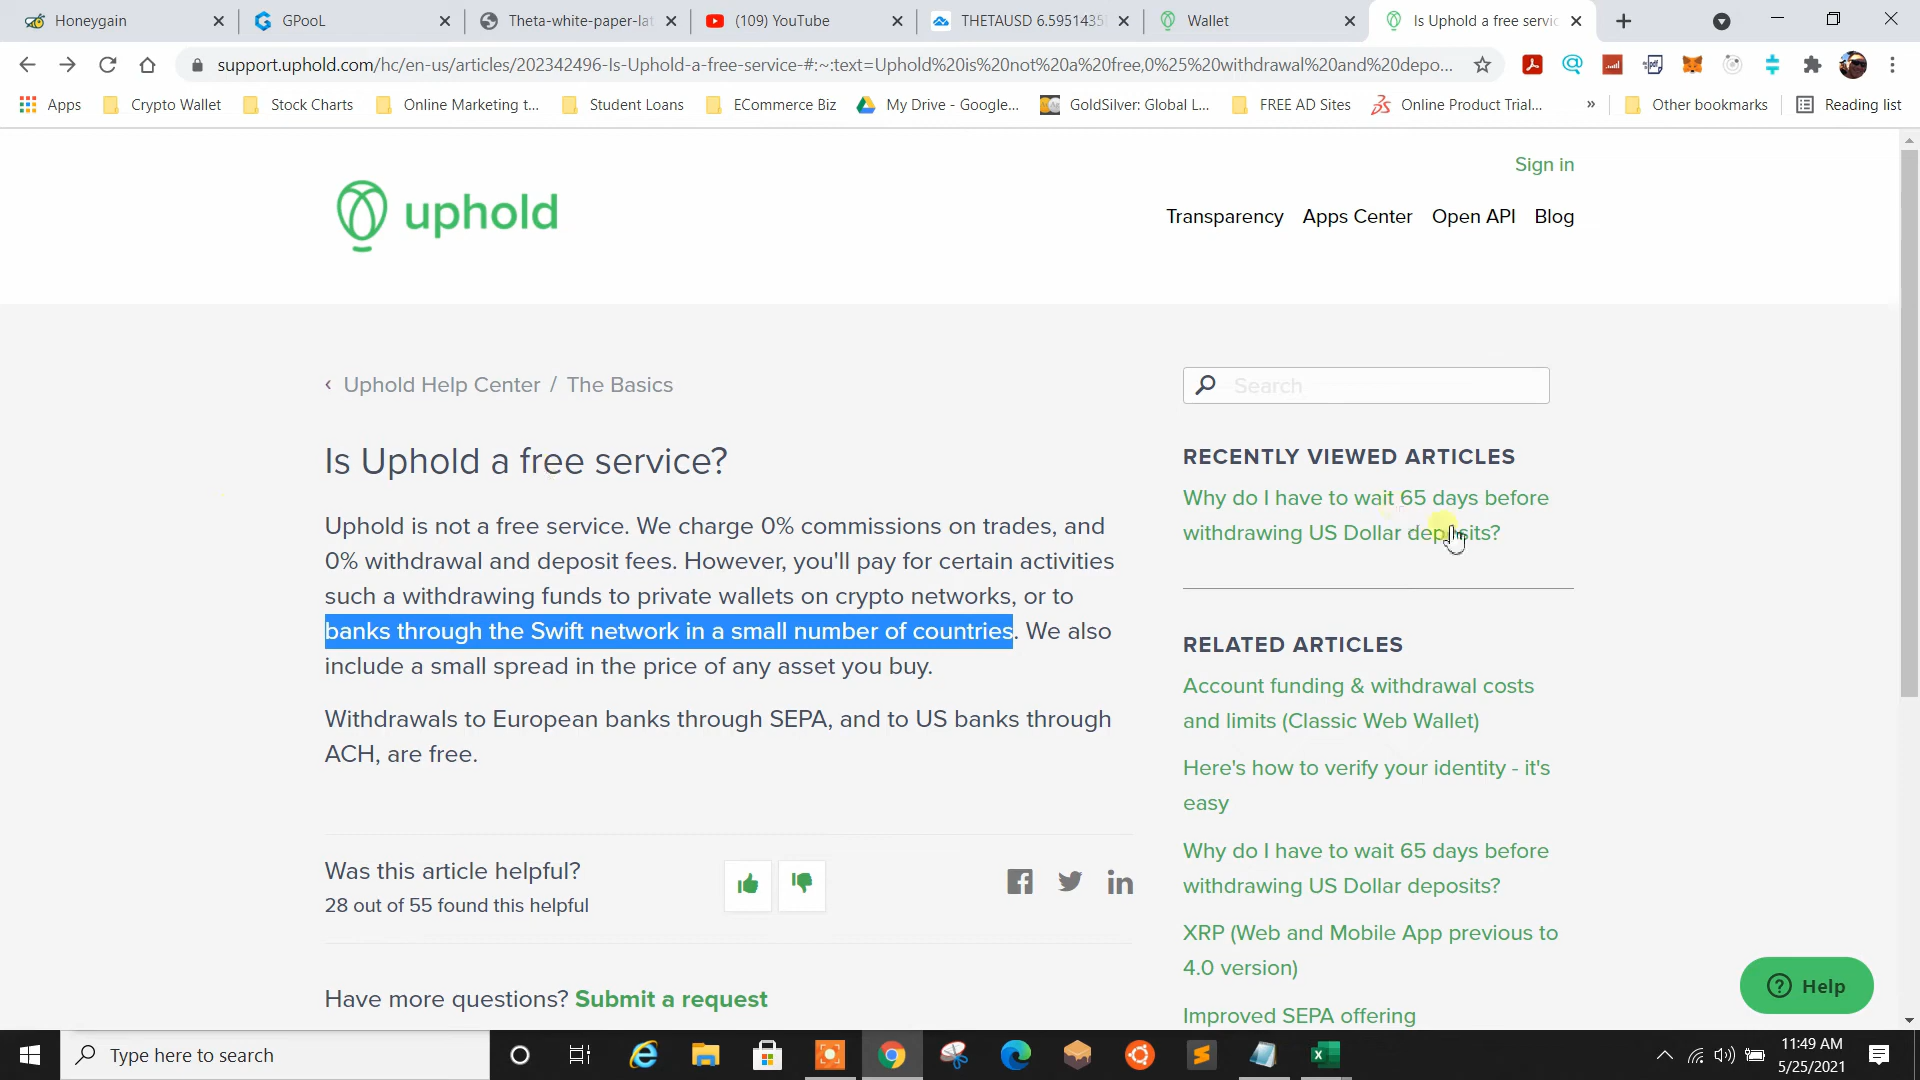 Honeygain
GPooL
Theta-white-paper-lat
(109) YouTube
THETAUSD 6.5951435
Wallet
Is Uphold a free servic
support.uphold.com/hc/en-us/articles/202342496-Is-Uphold-a-free-service-#:~:text=Uphold%20is%20not%20a%20free,0%25%20withdrawal%20and%20depo...
Apps
Crypto Wallet
Stock Charts
Online Marketing t...
Student Loans
ECommerce Biz
My Drive - Google...
GoldSilver: Global L...
FREE AD Sites
Online Product Trial...
»
Other bookmarks
Reading list
Sign in
uphold
Transparency
Apps Center
Open API
Blog
‹ Uphold Help Center / The Basics
Search
Is Uphold a free service?
Uphold is not a free service. We charge 0% commissions on trades, and
0% withdrawal and deposit fees. However, you'll pay for certain activities
such a withdrawing funds to private wallets on crypto networks, or to
banks through the Swift network in a small number of countries. We also
include a small spread in the price of any asset you buy.
Withdrawals to European banks through SEPA, and to US banks through
ACH, are free.
Was this article helpful?
28 out of 55 found this helpful
Have more questions? Submit a request
RECENTLY VIEWED ARTICLES
Why do I have to wait 65 days before
withdrawing US Dollar deposits?
RELATED ARTICLES
Account funding & withdrawal costs
and limits (Classic Web Wallet)
Here's how to verify your identity - it's
easy
Why do I have to wait 65 days before
withdrawing US Dollar deposits?
XRP (Web and Mobile App previous to
4.0 version)
Improved SEPA offering
Help
Type here to search
11:49 AM
5/25/2021